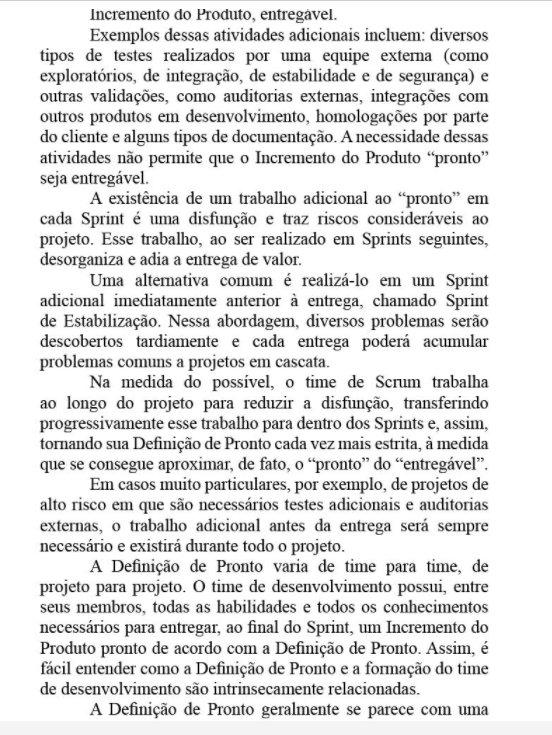 Incremento do Produto, entregável.
Exemplos dessas atividades adicionais incluem: diversos
tipos de testes realizados por uma equipe externa (como
exploratórios, de integração, de estabilidade e de segurança) e
outras validações, como auditorias externas, integrações com
outros produtos em desenvolvimento, homologações por parte
do cliente e alguns tipos de documentação. A necessidade dessas
atividades não permite que o Incremento do Produto “pronto”
seja entregável.
A existência de um trabalho adicional ao “pronto” em
cada Sprint é uma disfunção e traz riscos consideráveis ao
projeto. Esse trabalho, ao ser realizado em Sprints seguintes,
desorganiza e adia a entrega de valor.
Uma alternativa comum é realizá-lo em um Sprint
adicional imediatamente anterior à entrega, chamado Sprint
de Estabilização. Nessa abordagem, diversos problemas serão
descobertos tardiamente e cada entrega poderá acumular
problemas comuns a projetos em cascata.
Na medida do possível, o time de Scrum trabalha
ao longo do projeto para reduzir a disfunção, transferindo
progressivamente esse trabalho para dentro dos Sprints e, assim,
tornando sua Definição de Pronto cada vez mais estrita, à medida
que se consegue aproximar, de fato, o “pronto” do “entregável”.
Em casos muito particulares, por exemplo, de projetos de
alto risco em que são necessários testes adicionais e auditorias
externas, o trabalho adicional antes da entrega será sempre
necessário e existirá durante todo o projeto.
A Definição de Pronto varia de time para time, de
projeto para projeto. O time de desenvolvimento possui, entre
seus membros, todas as habilidades e todos os conhecimentos
necessários para entregar, ao final do Sprint, um Incremento do
Produto pronto de acordo com a Definição de Pronto. Assim, é
fácil entender como a Definição de Pronto e a formação do time
de desenvolvimento são intrinsecamente relacionadas.
A Definição de Pronto geralmente se parece com uma